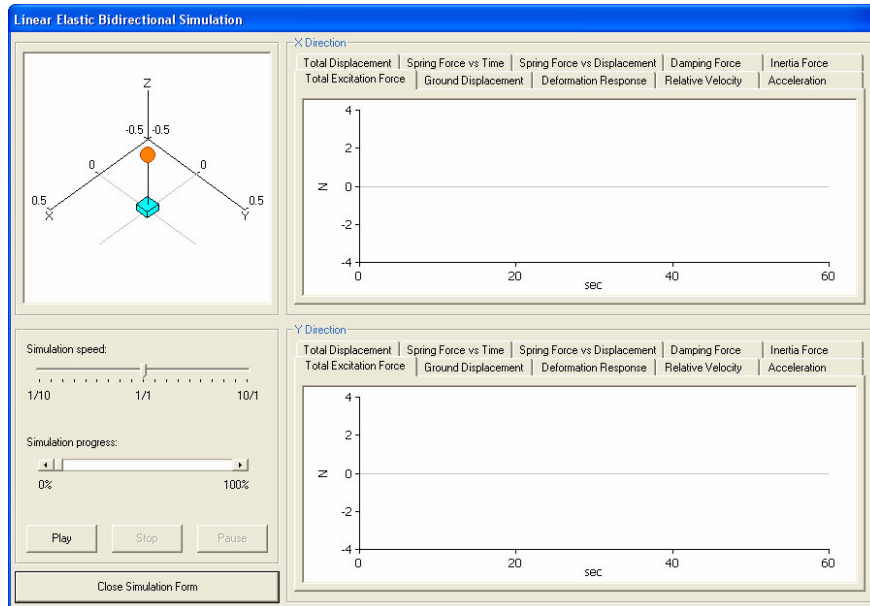 Linear Elastic Bidirectional Simulation
Z
-0.5 -0.5
0 0
0.5 0.5
X Y
Simulation speed:
1/10 1/1 10/1
Simulation progress:
0% 100%
Play Stop Pause
Close Simulation Form
X Direction
Total Displacement Spring Force vs Time Spring Force vs Displacement Damping Force Inertia Force
Total Excitation Force Ground Displacement Deformation Response Relative Velocity Acceleration
4
2
N 0
-2
-4
0 20 40 60
sec
Y Direction
Total Displacement Spring Force vs Time Spring Force vs Displacement Damping Force Inertia Force
Total Excitation Force Ground Displacement Deformation Response Relative Velocity Acceleration
4
2
N 0
-2
-4
0 20 40 60
sec